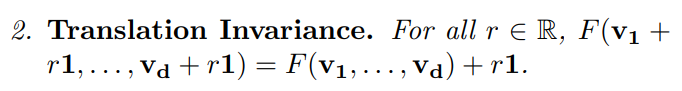 2. Translation Invariance. For all r ∈ ℝ, F(v₁ +
r1, . . . , v_d + r1) = F(v₁, . . . , v_d) + r1.